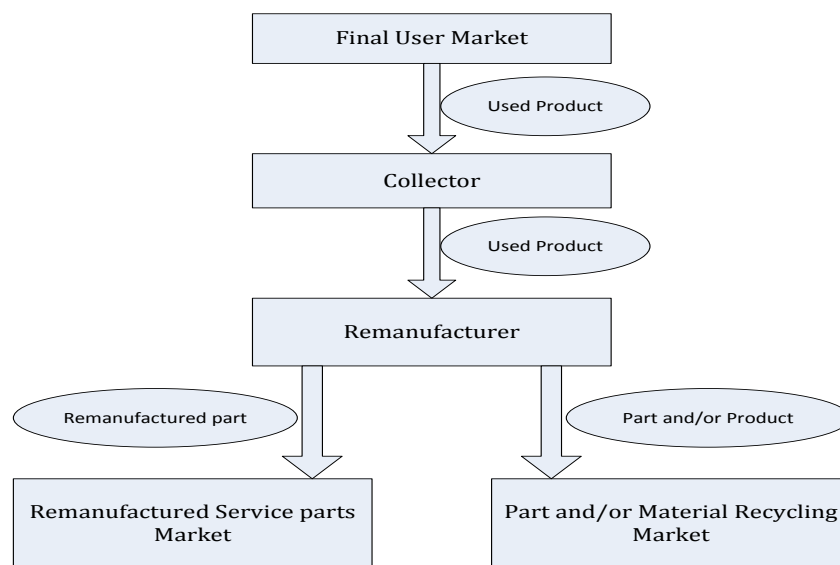 Final User Market
Used Product
Collector
Used Product
Remanufacturer
Remanufactured part
Part and/or Product
Remanufactured Service parts
Market
Part and/or Material Recycling
Market